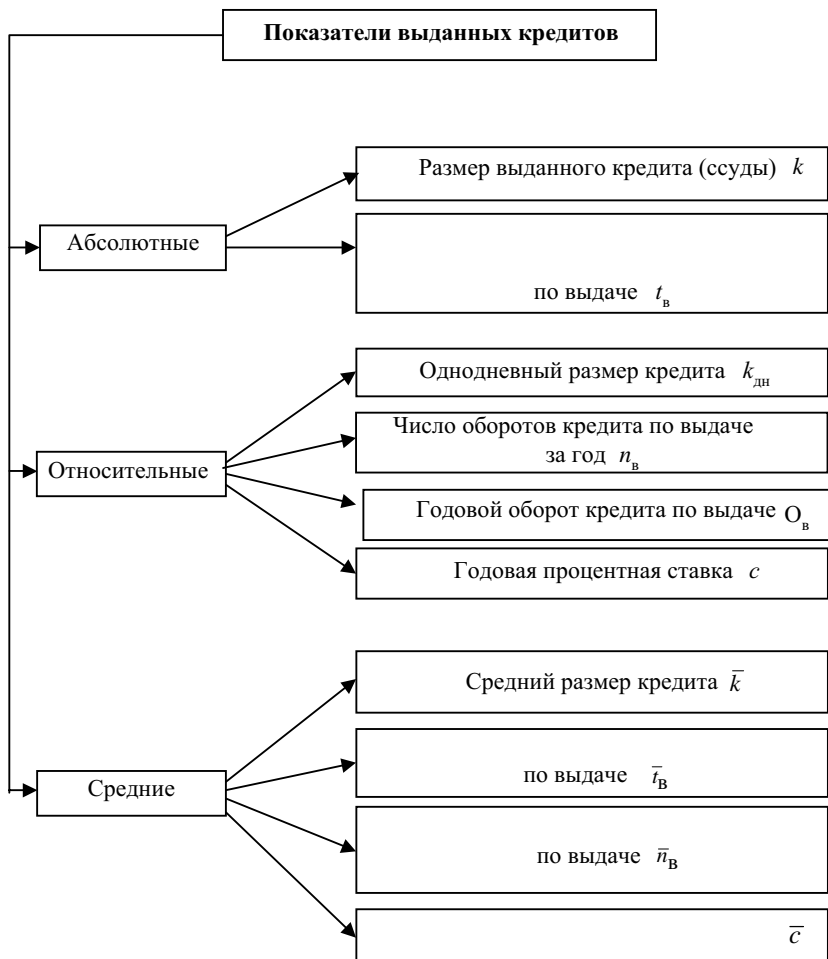 Показатели выданных кредитов
Размер выданного кредита (ссуды) k
Абсолютные
по выдаче t_в
Однодневный размер кредита k_дн
Число оборотов кредита по выдаче
за год n_в
Относительные
Годовой оборот кредита по выдаче O_в
Годовая процентная ставка c
Средний размер кредита k̅
по выдаче t̅_в
Средние
по выдаче n̅_в
c̅